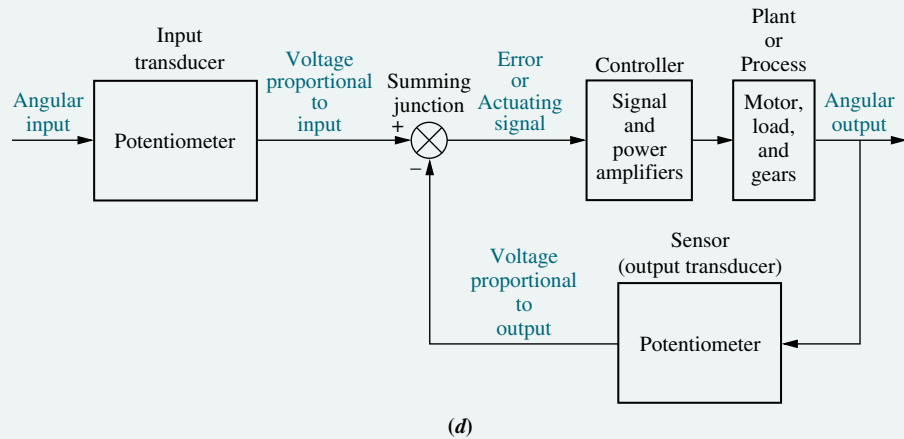 Input
transducer
Angular
input
Potentiometer
Voltage
proportional
to
input
Summing
junction
+
−
Error
or
Actuating
signal
Controller
Signal
and
power
amplifiers
Plant
or
Process
Motor,
load,
and
gears
Angular
output
Sensor
(output transducer)
Potentiometer
Voltage
proportional
to
output
(d)